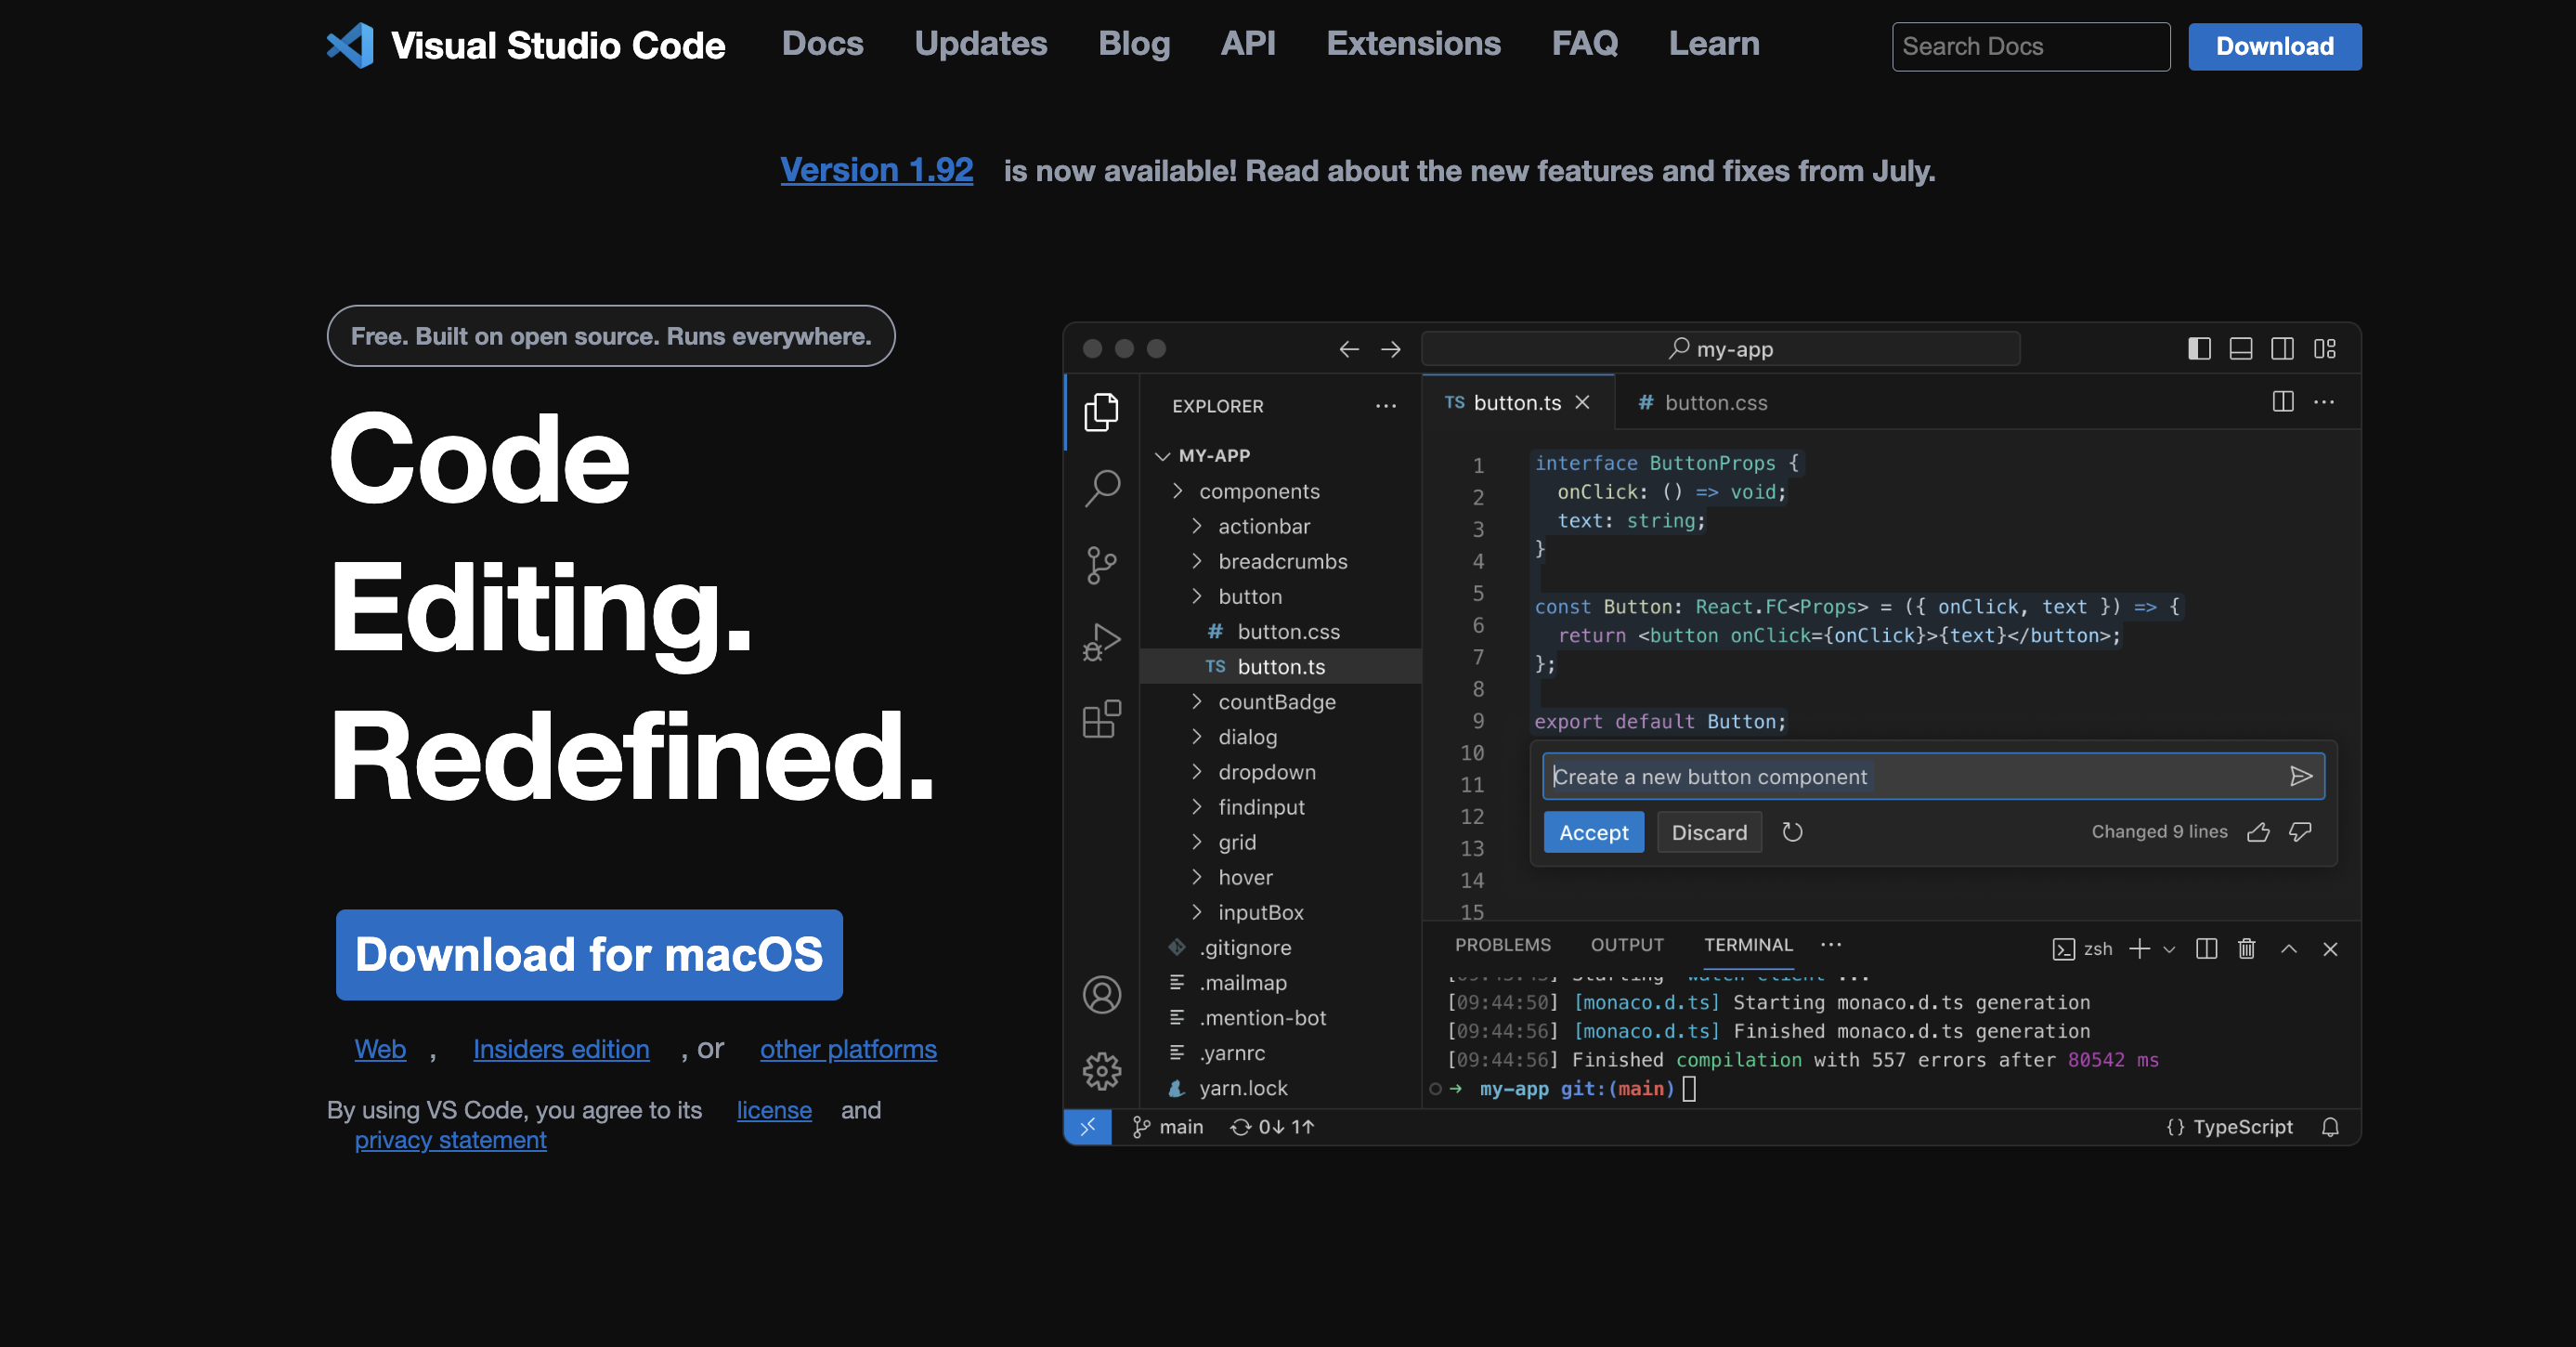 Visual Studio Code Docs Updates Blog API Extensions FAQ Learn Search Docs Download
Version 1.92 is now available! Read about the new features and fixes from July.
Free. Built on open source. Runs everywhere.
Code
Editing.
Redefined.
Download for macOS
Web , Insiders edition , or other platforms
By using VS Code, you agree to its license and
privacy statement
my-app
EXPLORER ···
MY-APP
components
actionbar
breadcrumbs
button
# button.css
TS button.ts
countBadge
dialog
dropdown
findinput
grid
hover
inputBox
.gitignore
.mailmap
.mention-bot
.yarnrc
yarn.lock
TS button.ts # button.css ···
1 interface ButtonProps {
2 onClick: () => void;
3 text: string;
4 }
5
6 const Button: React.FC<Props> = ({ onClick, text }) => {
7 return <button onClick={onClick}>{text}</button>;
8 };
9 export default Button;
10
11
12
13
14
15
Create a new button component
Accept Discard Changed 9 lines
PROBLEMS OUTPUT TERMINAL ··· zsh
Starting watch-client ...
[09:44:50] [monaco.d.ts] Starting monaco.d.ts generation
[09:44:56] [monaco.d.ts] Finished monaco.d.ts generation
[09:44:56] Finished compilation with 557 errors after 80542 ms
→ my-app git:(main)
main 0↓ 1↑ {} TypeScript